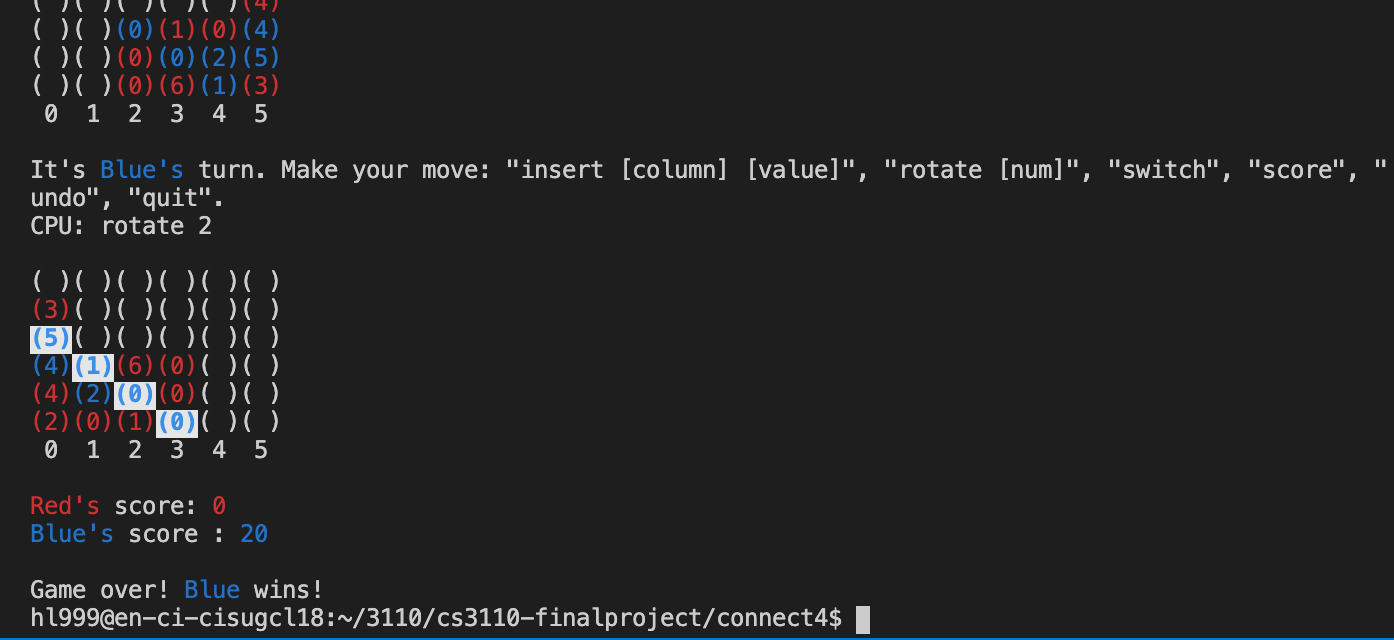 ( )( )( )( )( )(4)
( )( )(0)(1)(0)(4)
( )( )(0)(0)(2)(5)
( )( )(0)(6)(1)(3)
 0  1  2  3  4  5
It's Blue's turn. Make your move: "insert [column] [value]", "rotate [num]", "switch", "score", "
undo", "quit".
CPU: rotate 2
( )( )( )( )( )( )
(3)( )( )( )( )( )
(5)( )( )( )( )( )
(4)(1)(6)(0)( )( )
(4)(2)(0)(0)( )( )
(2)(0)(1)(0)( )( )
 0  1  2  3  4  5
Red's score: 0
Blue's score : 20
Game over! Blue wins!
hl999@en-ci-cisugcl18:~/3110/cs3110-finalproject/connect4$